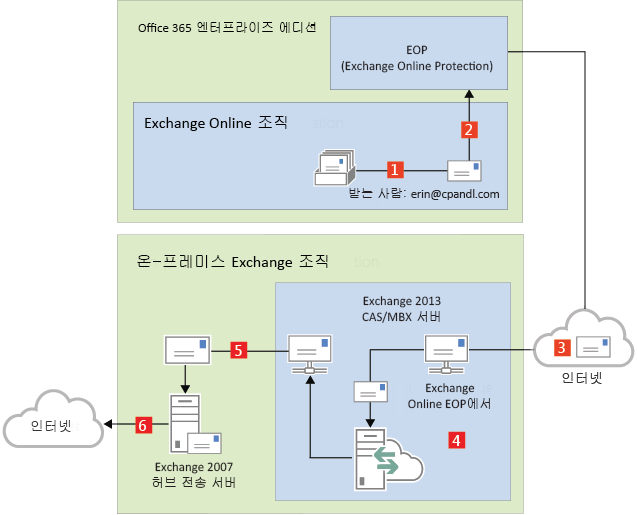 Office 365 엔터프라이즈 에디션
EOP
(Exchange Online Protection)
Exchange Online 조직
2
1
받는 사람: erin@cpandl.com
온-프레미스 Exchange 조직
Exchange 2013
CAS/MBX 서버
5
3
인터넷
Exchange
Online EOP에서
4
인터넷
6
Exchange 2007
허브 전송 서버